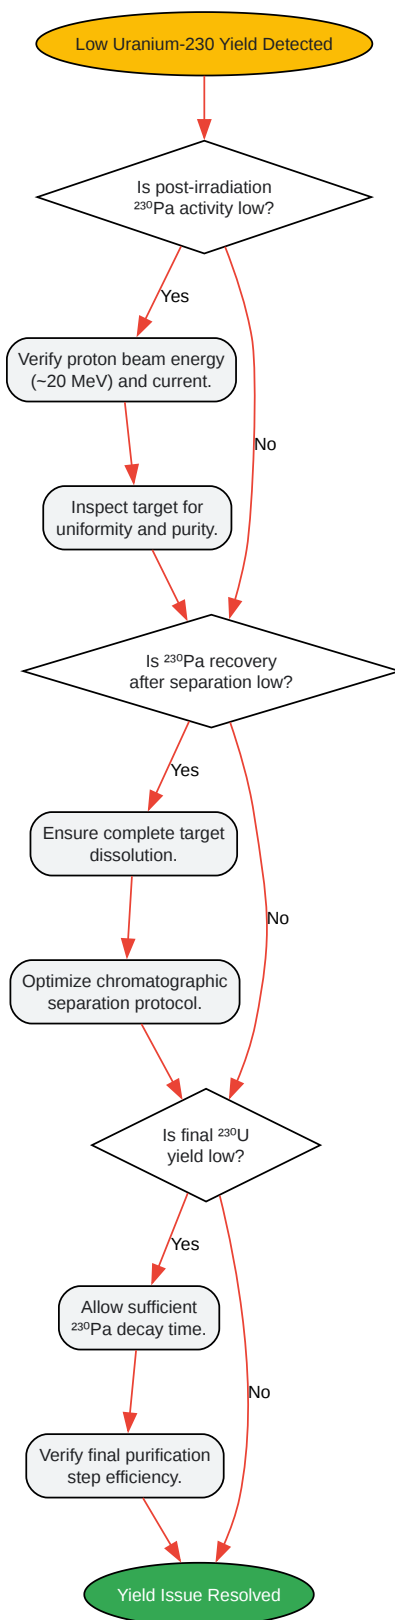 Low Uranium-230 Yield Detected
Is post-irradiation
²³⁰Pa activity low?
Yes
Verify proton beam energy
(~20 MeV) and current.
No
Inspect target for
uniformity and purity.
Is ²³⁰Pa recovery
after separation low?
Yes
Ensure complete target
dissolution.
No
Optimize chromatographic
separation protocol.
Is final ²³⁰U
yield low?
Yes
Allow sufficient
²³⁰Pa decay time.
No
Verify final purification
step efficiency.
Yield Issue Resolved